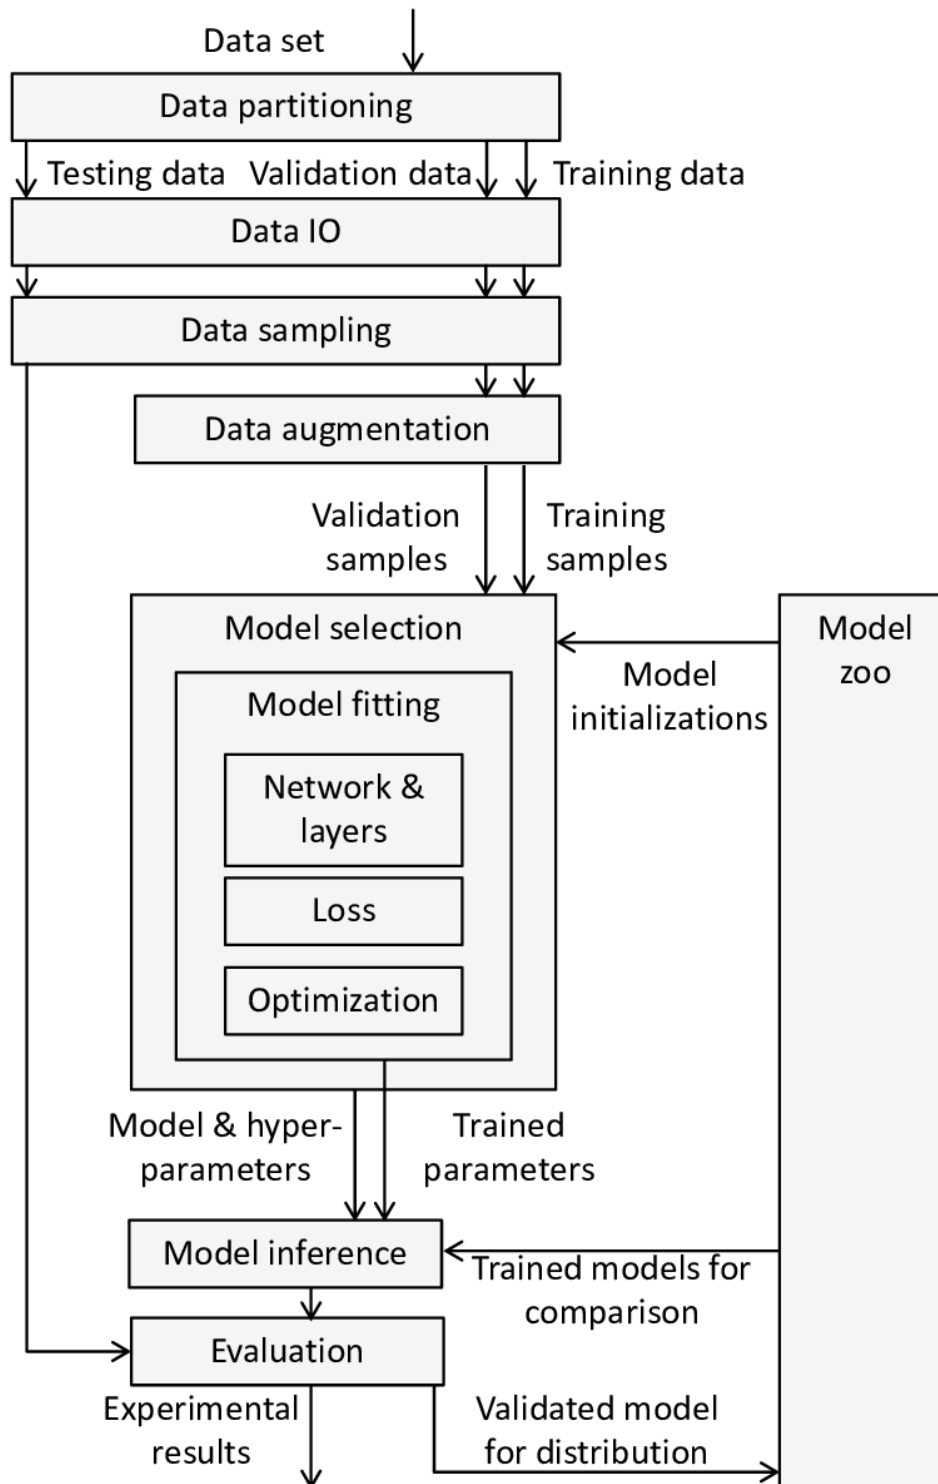 Data set
Data partitioning
Testing data
Validation data
Training data
Data IO
Data sampling
Data augmentation
Validation
samples
Training
samples
Model selection
Model
zoo
Model
initializations
Model fitting
Network &
layers
Loss
Optimization
Model & hyper-
parameters
Trained
parameters
Model inference
Trained models for
comparison
Evaluation
Experimental
results
Validated model
for distribution